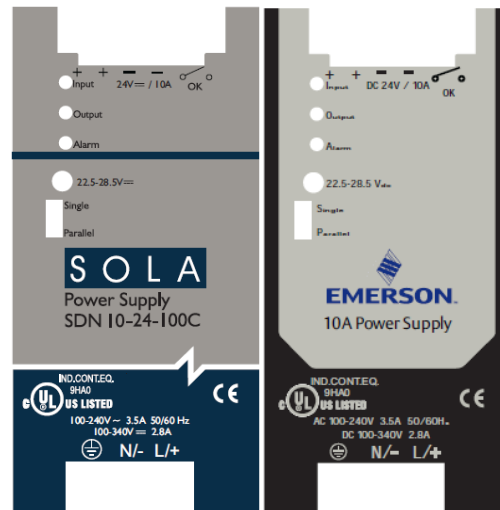 + + − −
Input 24V⎓ / 10A OK
Output
Alarm
22.5-28.5V⎓
Single
Parallel
SOLA
Power Supply
SDN 10-24-100C
IND.CONT.EQ.
9HA0
C UL US LISTED CE
100-240V~ 3.5A 50/60 Hz
100-340V⎓ 2.8A
N/- L/+
+ + − −
Input DC 24V / 10A OK
Output
Alarm
22.5-28.5 Vdc
Single
Parallel
EMERSON.
10A Power Supply
IND.CONT.EQ.
9HA0
C UL US LISTED CE
AC 100-240V 3.5A 50/60H.
DC 100-340V 2.8A
N/- L/+